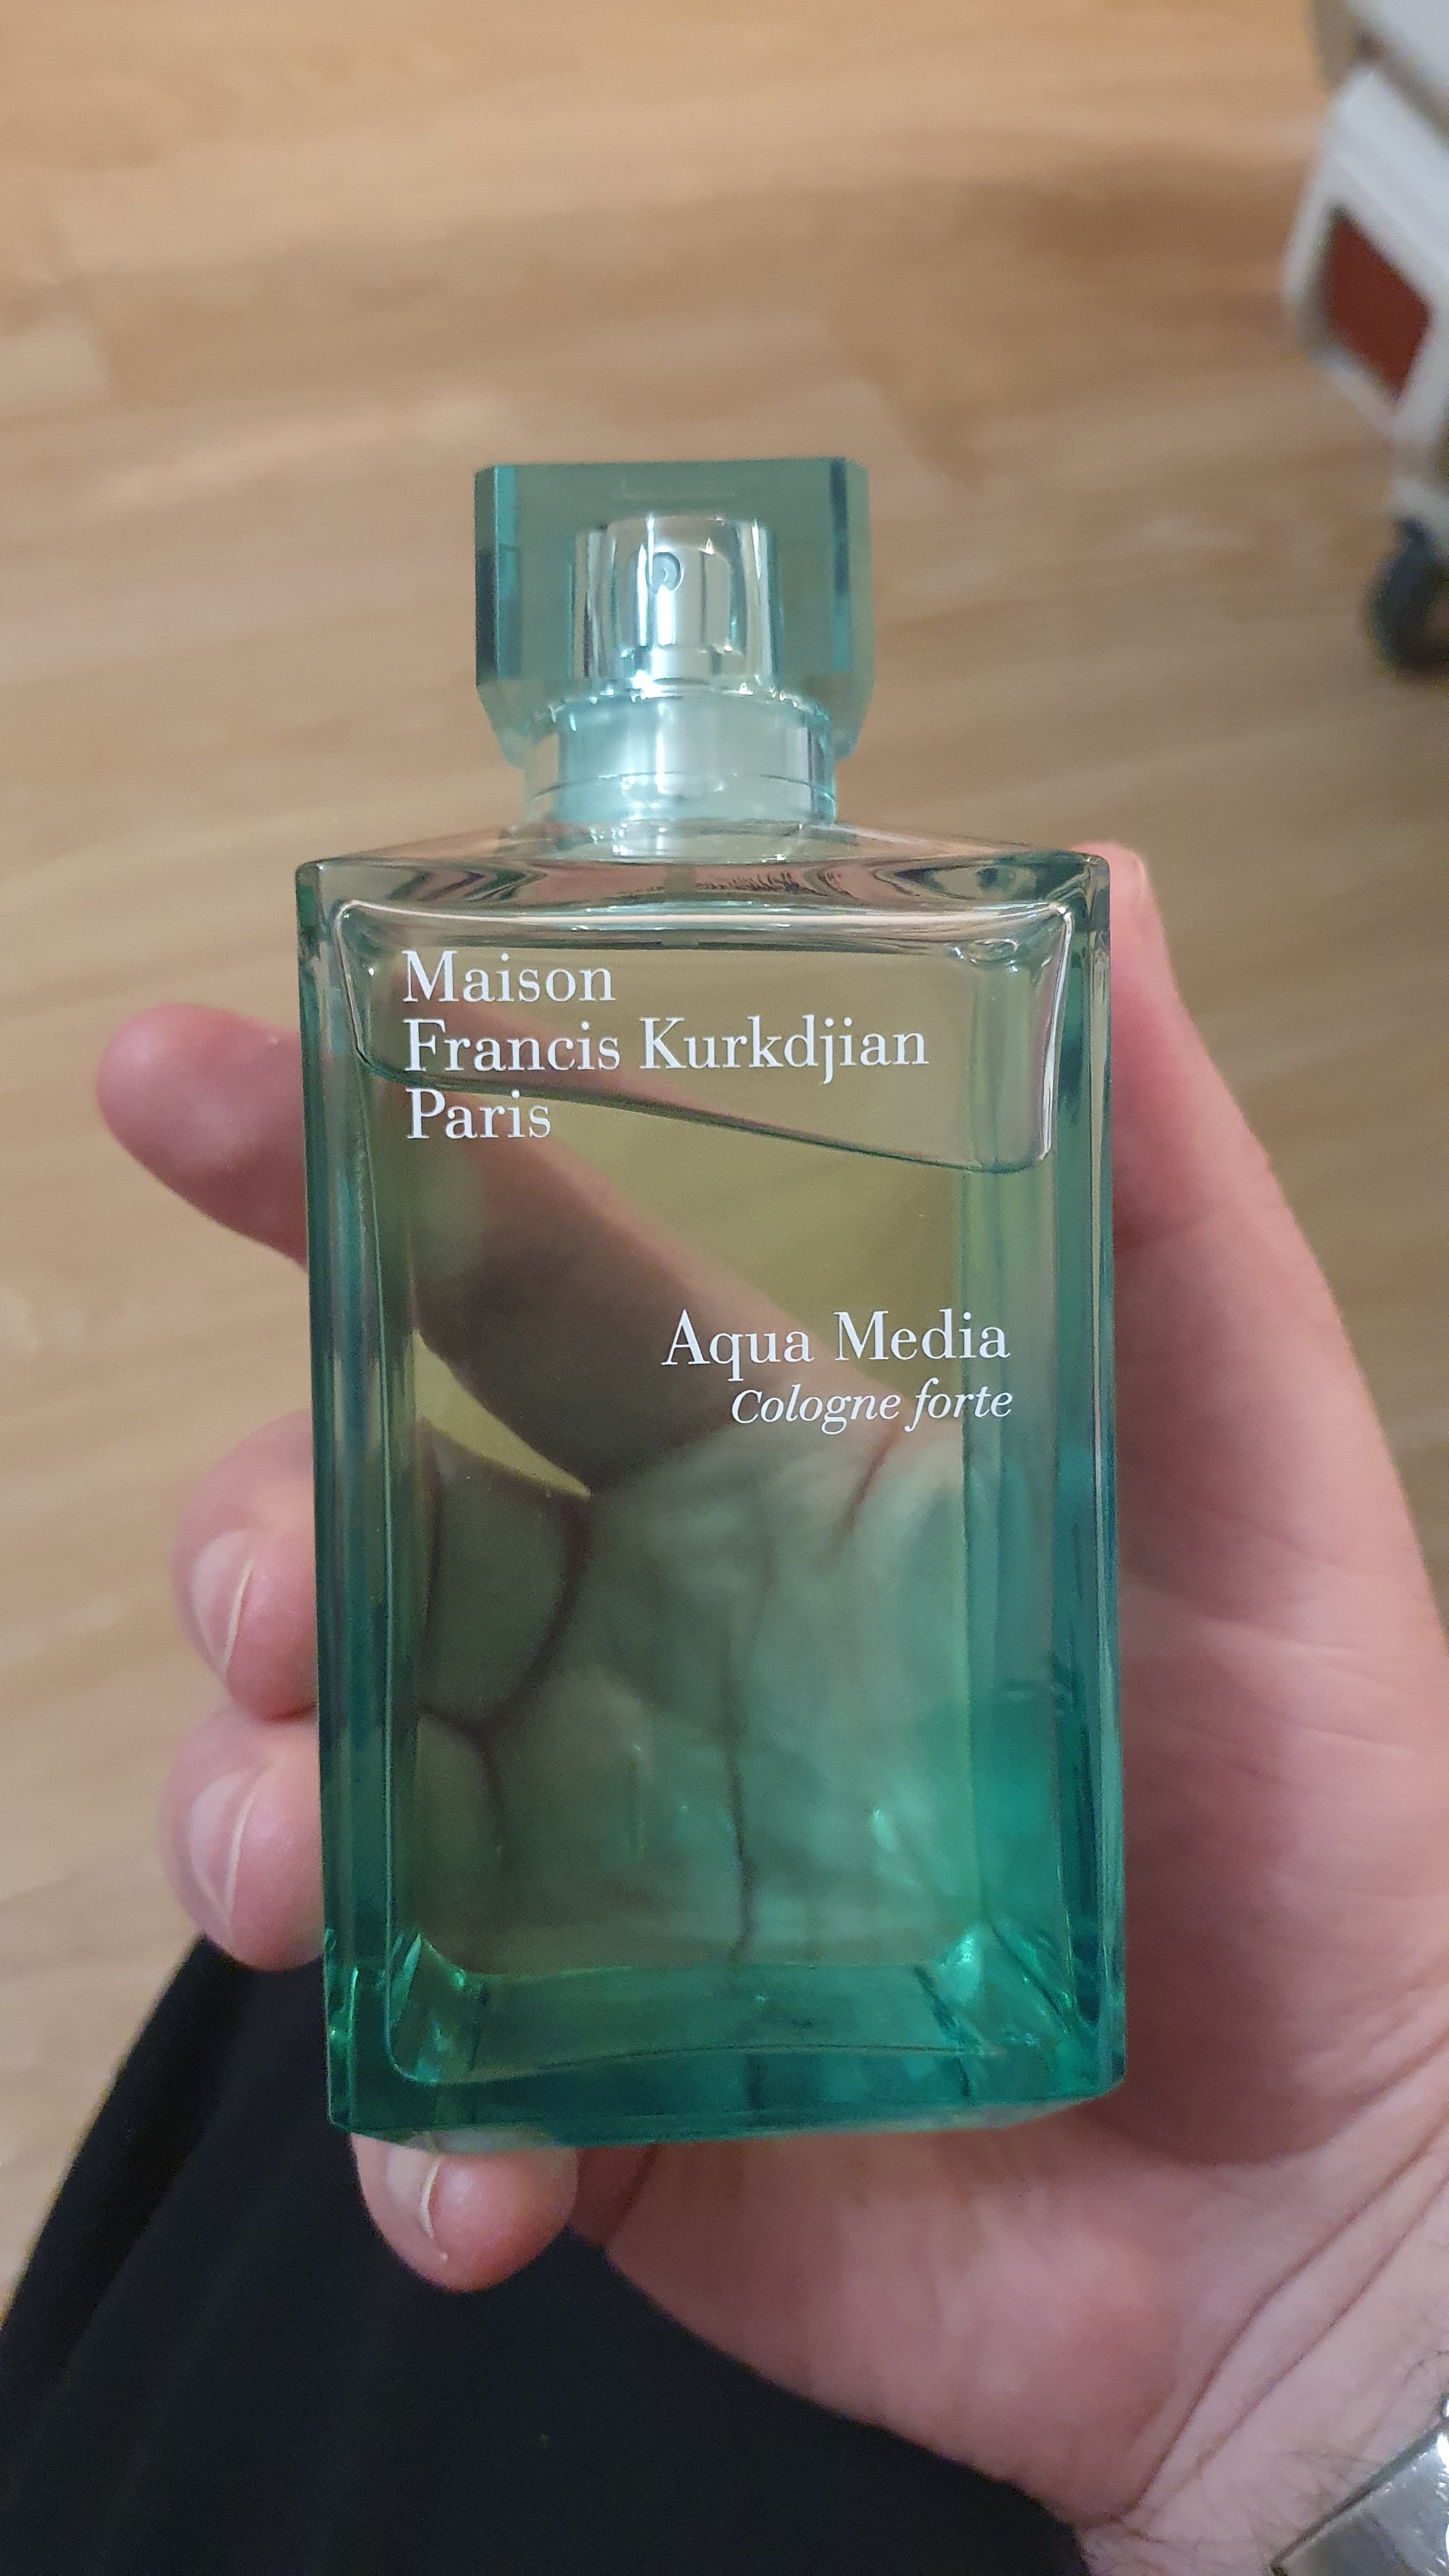 Maison
Francis Kurkdjian
Paris
Aqua Media
Cologne forte